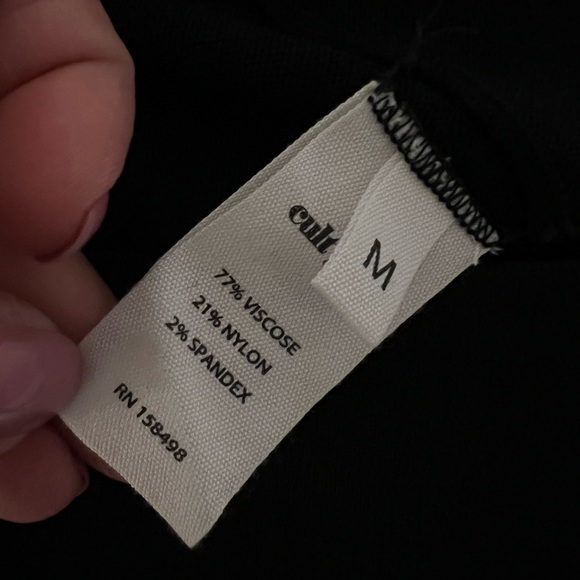 M
77% VISCOSE
21% NYLON
2% SPANDEX
RN 158498